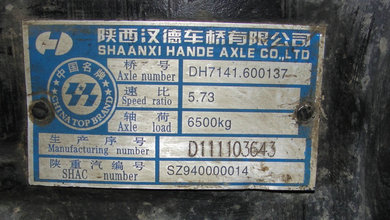 陕西汉德车桥有限公司
SHAANXI HANDE AXLE CO.,LTD
中国名牌
CHINA TOP BRAND
桥号 DH7141.600137
Axle number
速比 5.73
Speed ratio
轴荷 6500kg
Axle load
生产序号 D111103643
Manufacturing number
陕重汽编号 SZ940000014
SHAC number